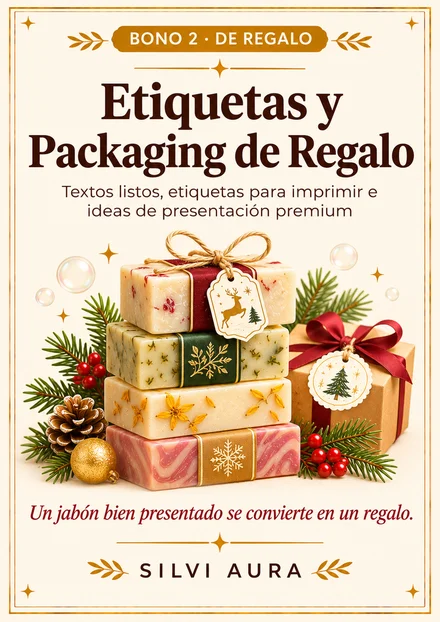 BONO 2 · DE REGALO
Etiquetas y
Packaging de Regalo
Textos listos, etiquetas para imprimir e
ideas de presentación premium
Un jabón bien presentado se convierte en un regalo.
SILVI AURA